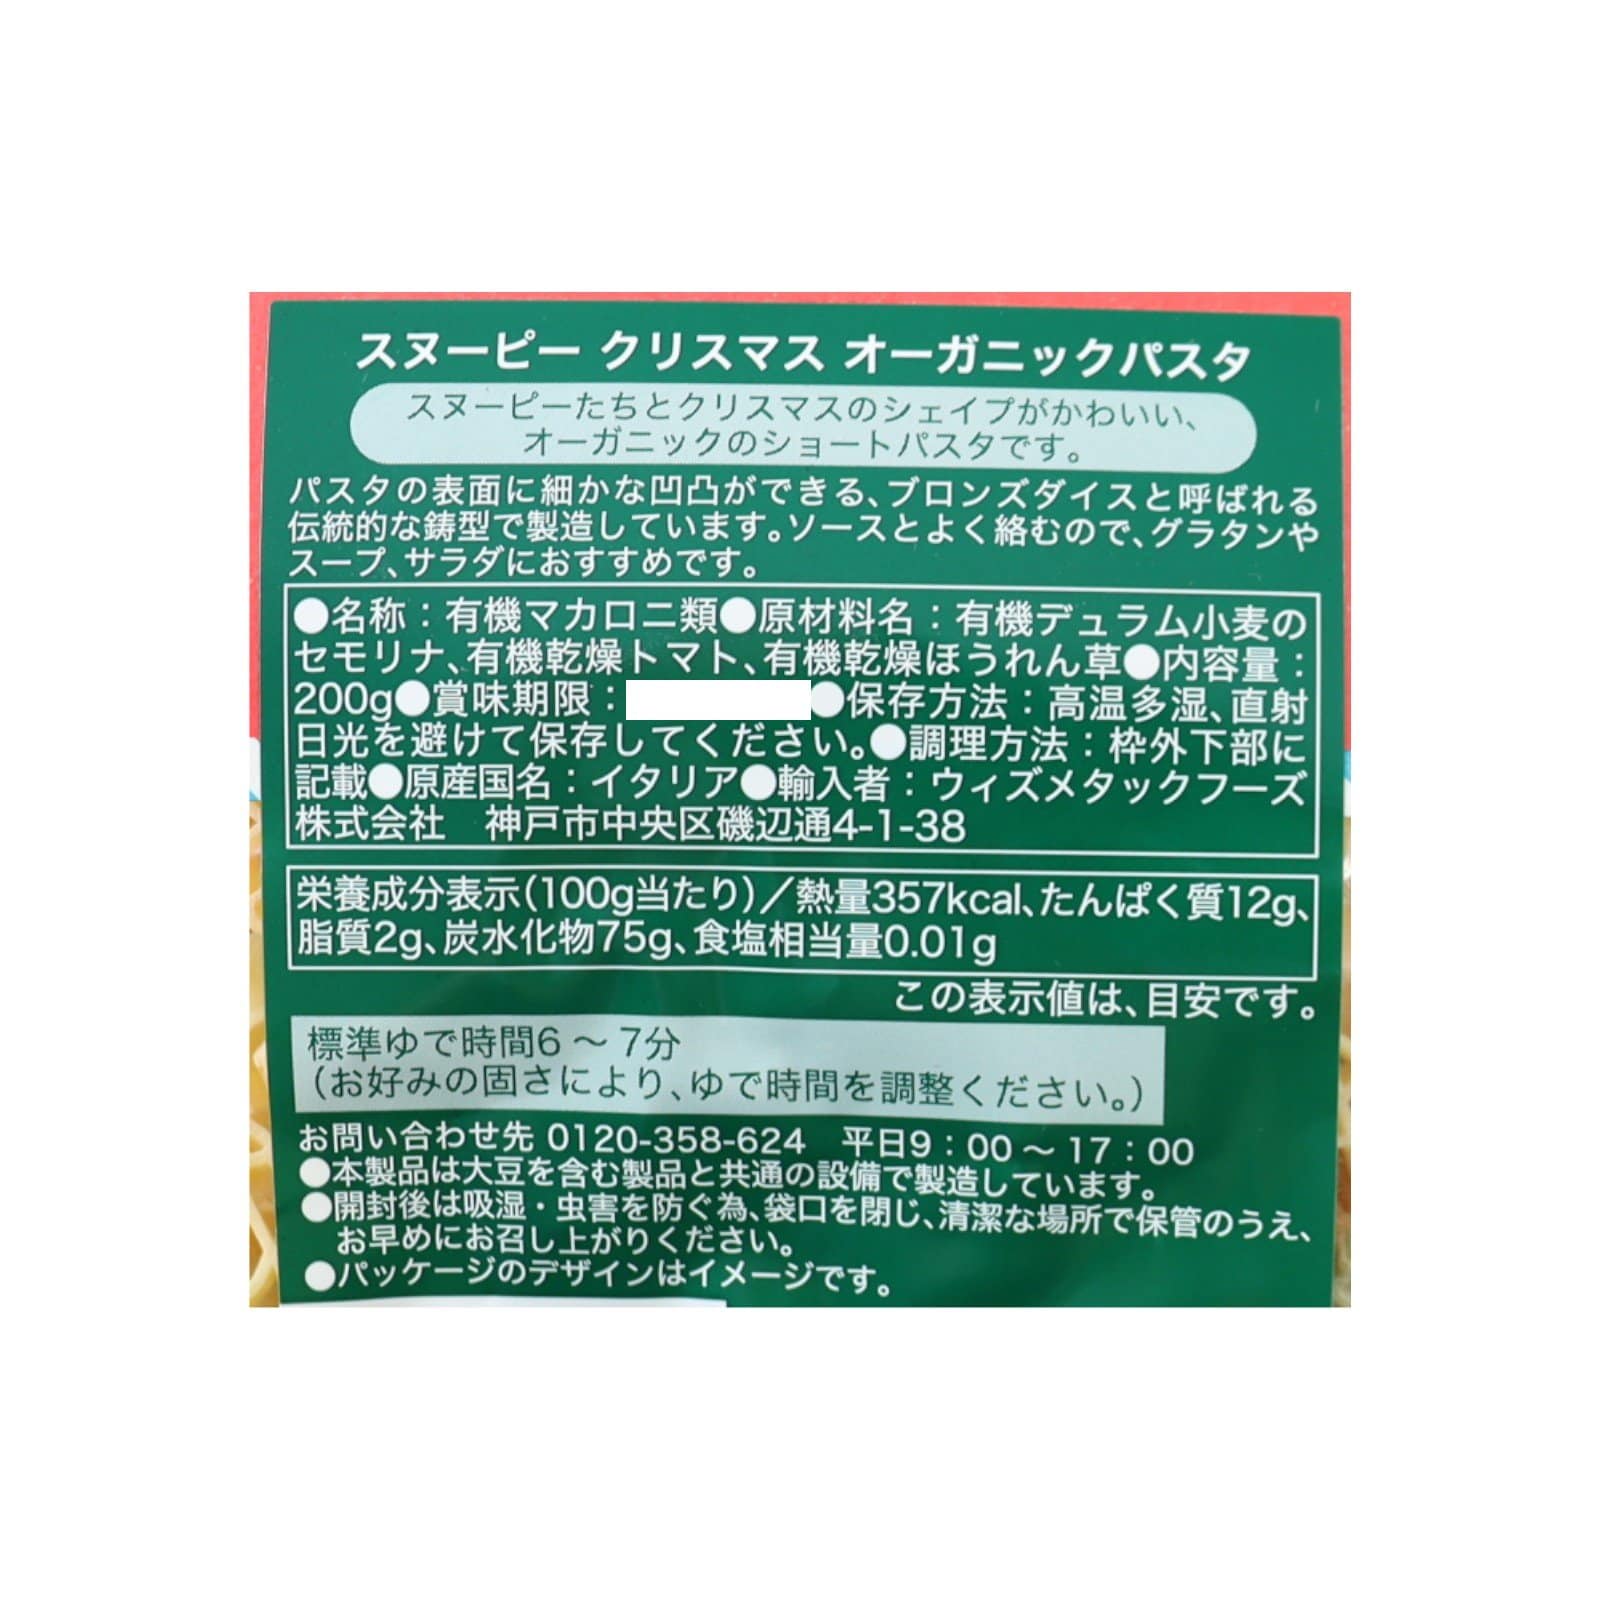 スヌーピー クリスマス オーガニックパスタ
スヌーピーたちとクリスマスのシェイプがかわいい、
オーガニックのショートパスタです。
パスタの表面に細かな凹凸ができる、ブロンズダイスと呼ばれる
伝統的な鋳型で製造しています。ソースとよく絡むので、グラタンや
スープ、サラダにおすすめです。
●名称：有機マカロニ類●原材料名：有機デュラム小麦の
セモリナ、有機乾燥トマト、有機乾燥ほうれん草●内容量：
200g●賞味期限：●保存方法：高温多湿、直射
日光を避けて保存してください。●調理方法：枠外下部に
記載●原産国名：イタリア●輸入者：ウィズメタックフーズ
株式会社　神戸市中央区磯辺通4-1-38
栄養成分表示(100g当たり)／熱量357kcal、たんぱく質12g、
脂質2g、炭水化物75g、食塩相当量0.01g
この表示値は、目安です。
標準ゆで時間6～7分
(お好みの固さにより、ゆで時間を調整ください。)
お問い合わせ先 0120-358-624　平日9：00～17：00
●本製品は大豆を含む製品と共通の設備で製造しています。
●開封後は吸湿・虫害を防ぐ為、袋口を閉じ、清潔な場所で保管のうえ、
お早めにお召し上がりください。
●パッケージのデザインはイメージです。